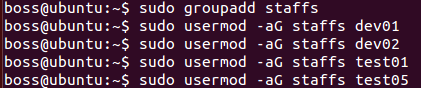 boss@ubuntu:~$ sudo groupadd staffs
boss@ubuntu:~$ sudo usermod -aG staffs dev01
boss@ubuntu:~$ sudo usermod -aG staffs dev02
boss@ubuntu:~$ sudo usermod -aG staffs test01
boss@ubuntu:~$ sudo usermod -aG staffs test05